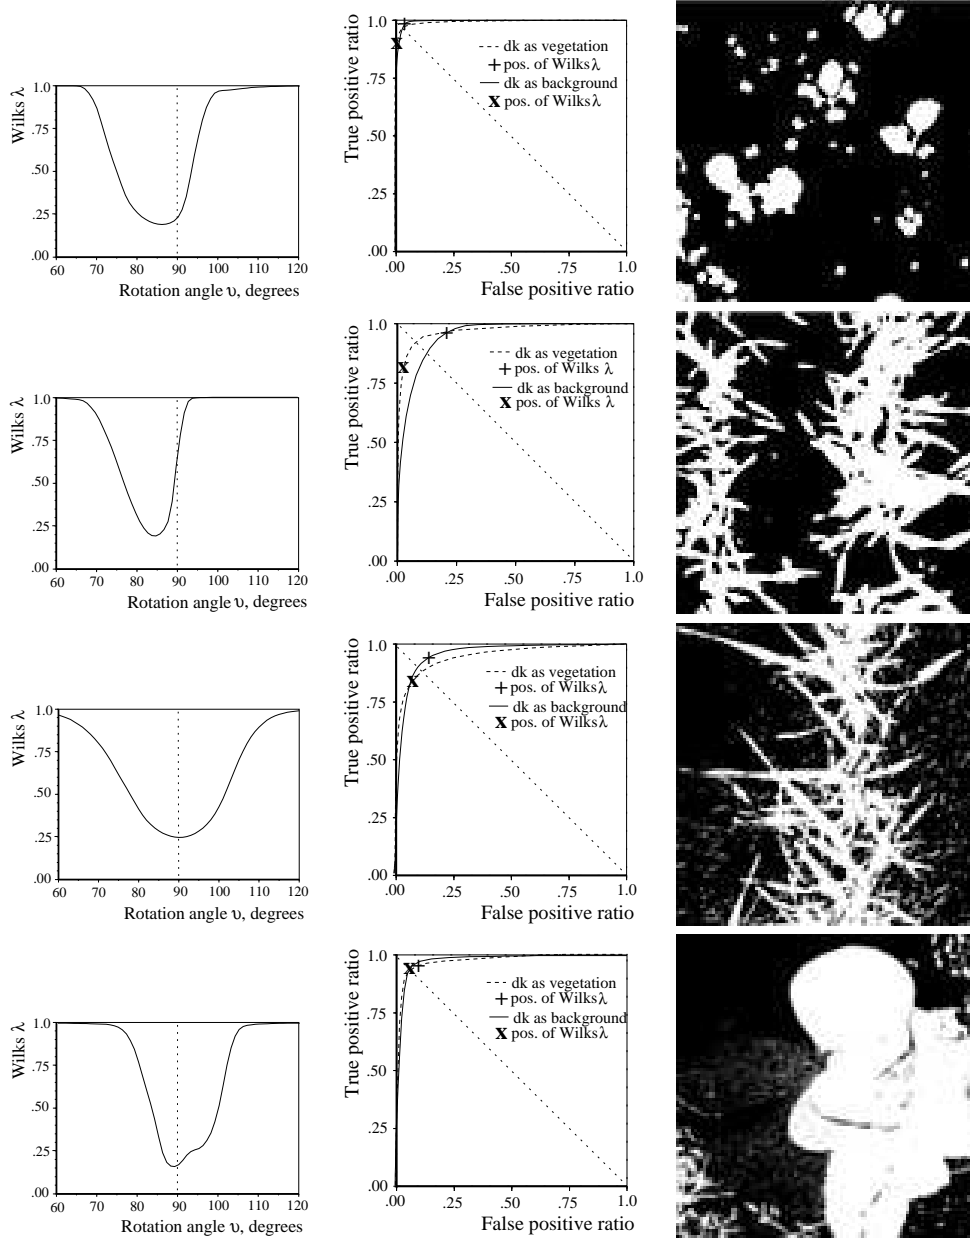 Wilks λ
1.0
.75
.50
.25
.00
60 70 80 90 100 110 120
Rotation angle υ, degrees
True positive ratio
1.0
.75
.50
.25
.00
.00 .25 .50 .75 1.0
False positive ratio
dk as vegetation
pos. of Wilks λ
dk as background
pos. of Wilks λ
Wilks λ
1.0
.75
.50
.25
.00
60 70 80 90 100 110 120
Rotation angle υ, degrees
True positive ratio
1.0
.75
.50
.25
.00
.00 .25 .50 .75 1.0
False positive ratio
dk as vegetation
pos. of Wilks λ
dk as background
pos. of Wilks λ
Wilks λ
1.0
.75
.50
.25
.00
60 70 80 90 100 110 120
Rotation angle υ, degrees
True positive ratio
1.0
.75
.50
.25
.00
.00 .25 .50 .75 1.0
False positive ratio
dk as vegetation
pos. of Wilks λ
dk as background
pos. of Wilks λ
Wilks λ
1.0
.75
.50
.25
.00
60 70 80 90 100 110 120
Rotation angle υ, degrees
True positive ratio
1.0
.75
.50
.25
.00
.00 .25 .50 .75 1.0
False positive ratio
dk as vegetation
pos. of Wilks λ
dk as background
pos. of Wilks λ